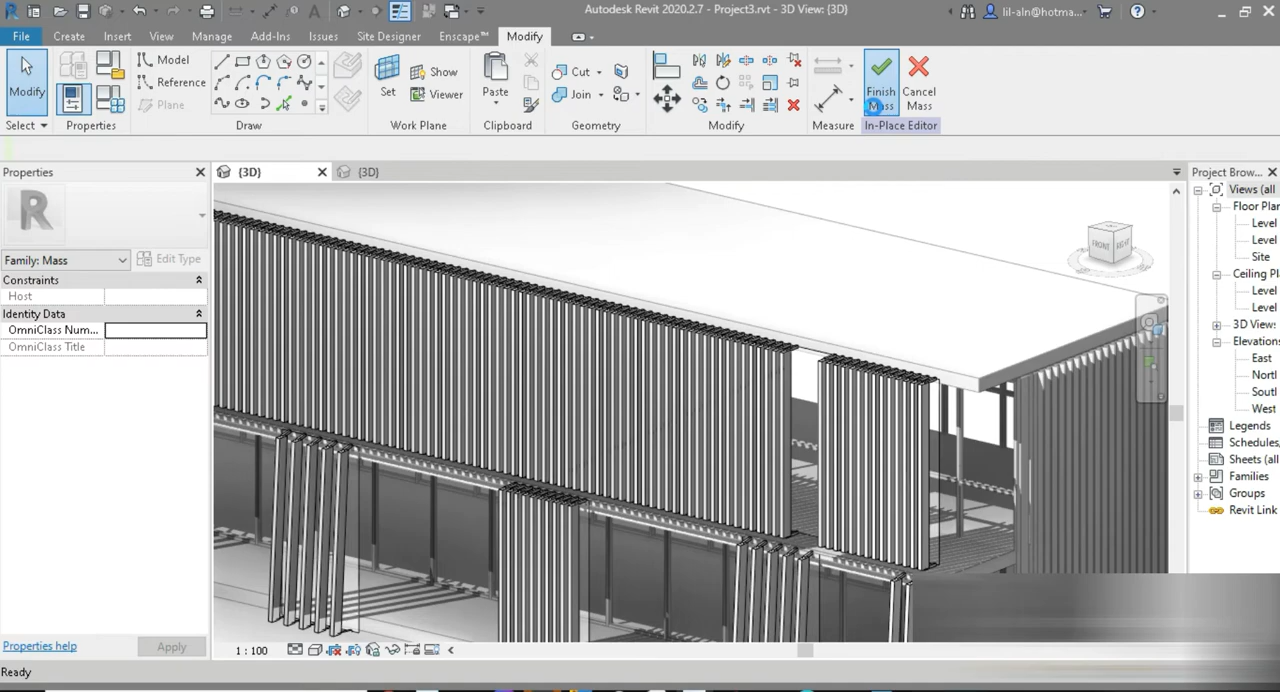 Autodesk Revit 2020.2.7 - Project3.rvt - 3D View: {3D}
lil-aln@hotma...
File Create Insert View Manage Add-Ins Issues Site Designer Enscape™ Modify
Modify
Select
Properties
Model
Reference
Plane
Draw
Set
Show
Viewer
Work Plane
Paste
Clipboard
Cut
Join
Geometry
Modify
Measure
Finish
Mass
Cancel
Mass
In-Place Editor
Properties
{3D}
{3D}
Project Brow...
R
Family: Mass
Edit Type
Constraints
Host
Identity Data
OmniClass Num...
OmniClass Title
Properties help
Apply
FRONT
RIGHT
Views (all
Floor Plan
Level
Level
Site
Ceiling Pl
Level
Level
3D View:
Elevations
East
North
South
West
Legends
Schedules,
Sheets (all
Families
Groups
Revit Link
1 : 100
Ready